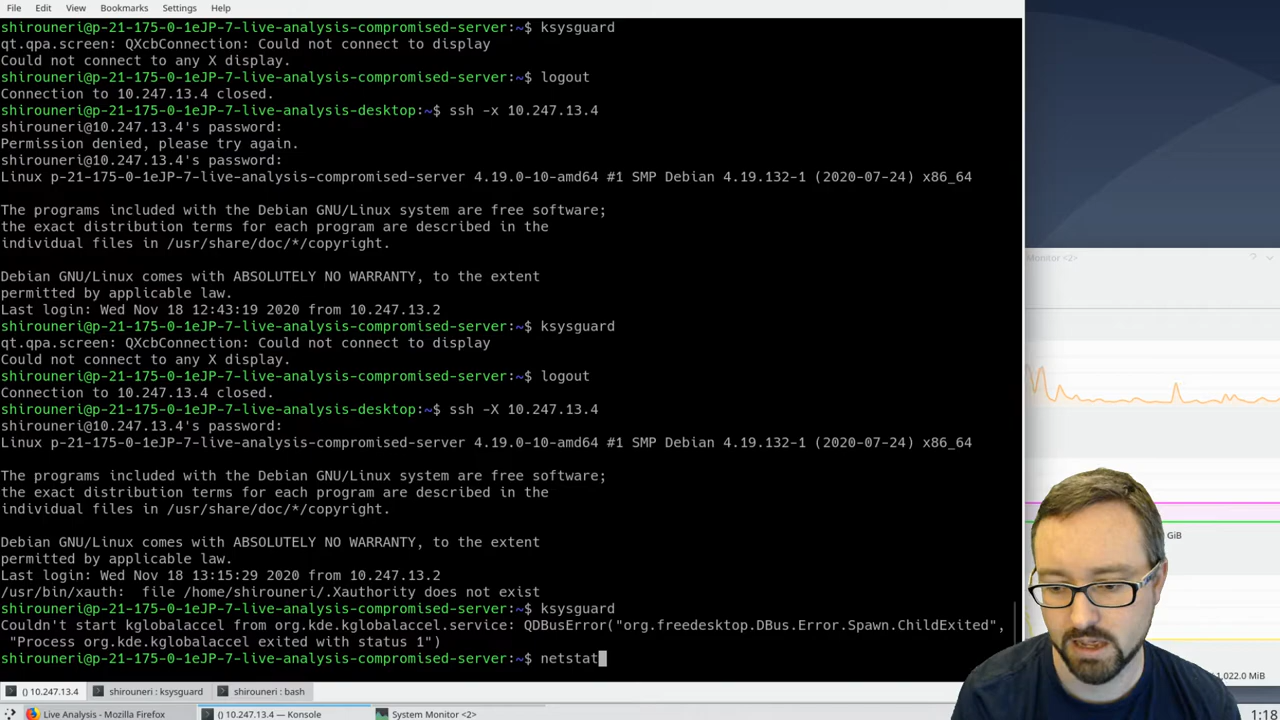 File Edit View Bookmarks Settings Help
shirouneri@p-21-175-0-1eJP-7-live-analysis-compromised-server:~$ ksysguard
qt.qpa.screen: QXcbConnection: Could not connect to display
Could not connect to any X display.
shirouneri@p-21-175-0-1eJP-7-live-analysis-compromised-server:~$ logout
Connection to 10.247.13.4 closed.
shirouneri@p-21-175-0-1eJP-7-live-analysis-desktop:~$ ssh -x 10.247.13.4
shirouneri@10.247.13.4's password:
Permission denied, please try again.
shirouneri@10.247.13.4's password:
Linux p-21-175-0-1eJP-7-live-analysis-compromised-server 4.19.0-10-amd64 #1 SMP Debian 4.19.132-1 (2020-07-24) x86_64
The programs included with the Debian GNU/Linux system are free software;
the exact distribution terms for each program are described in the
individual files in /usr/share/doc/*/copyright.
Debian GNU/Linux comes with ABSOLUTELY NO WARRANTY, to the extent
permitted by applicable law.
Last login: Wed Nov 18 12:43:19 2020 from 10.247.13.2
shirouneri@p-21-175-0-1eJP-7-live-analysis-compromised-server:~$ ksysguard
qt.qpa.screen: QXcbConnection: Could not connect to display
Could not connect to any X display.
shirouneri@p-21-175-0-1eJP-7-live-analysis-compromised-server:~$ logout
Connection to 10.247.13.4 closed.
shirouneri@p-21-175-0-1eJP-7-live-analysis-desktop:~$ ssh -X 10.247.13.4
shirouneri@10.247.13.4's password:
Linux p-21-175-0-1eJP-7-live-analysis-compromised-server 4.19.0-10-amd64 #1 SMP Debian 4.19.132-1 (2020-07-24) x86_64
The programs included with the Debian GNU/Linux system are free software;
the exact distribution terms for each program are described in the
individual files in /usr/share/doc/*/copyright.
Debian GNU/Linux comes with ABSOLUTELY NO WARRANTY, to the extent
permitted by applicable law.
Last login: Wed Nov 18 13:15:29 2020 from 10.247.13.2
/usr/bin/xauth:  file /home/shirouneri/.Xauthority does not exist
shirouneri@p-21-175-0-1eJP-7-live-analysis-compromised-server:~$ ksysguard
Couldn't start kglobalaccel from org.kde.kglobalaccel.service: QDBusError("org.freedesktop.DBus.Error.Spawn.ChildExited",
"Process org.kde.kglobalaccel exited with status 1")
shirouneri@p-21-175-0-1eJP-7-live-analysis-compromised-server:~$ netstat
Monitor <2>
GiB
1,022.0 MiB
() 10.247.13.4 shirouneri : ksysguard shirouneri : bash
Live Analysis - Mozilla Firefox () 10.247.13.4 — Konsole System Monitor <2> 1:18